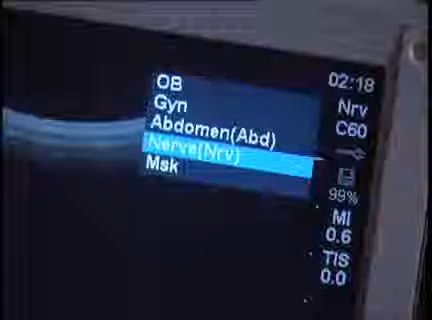 OB
Gyn
Abdomen(Abd)
Nerve(Nrv)
Msk
02:18
Nrv
C60
99%
MI
0.6
TIS
0.0